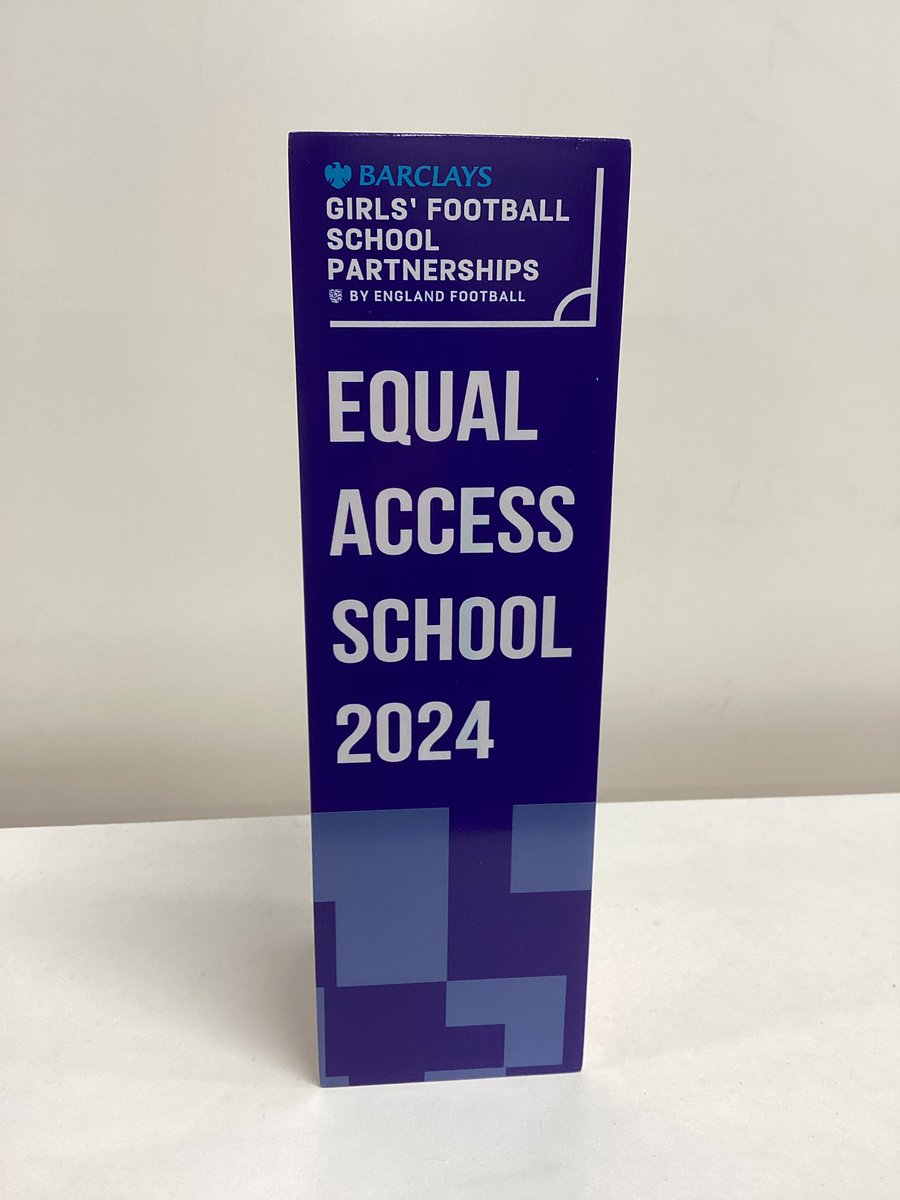 BARCLAYS
GIRLS' FOOTBALL
SCHOOL
PARTNERSHIPS
BY ENGLAND FOOTBALL
EQUAL
ACCESS
SCHOOL
2024